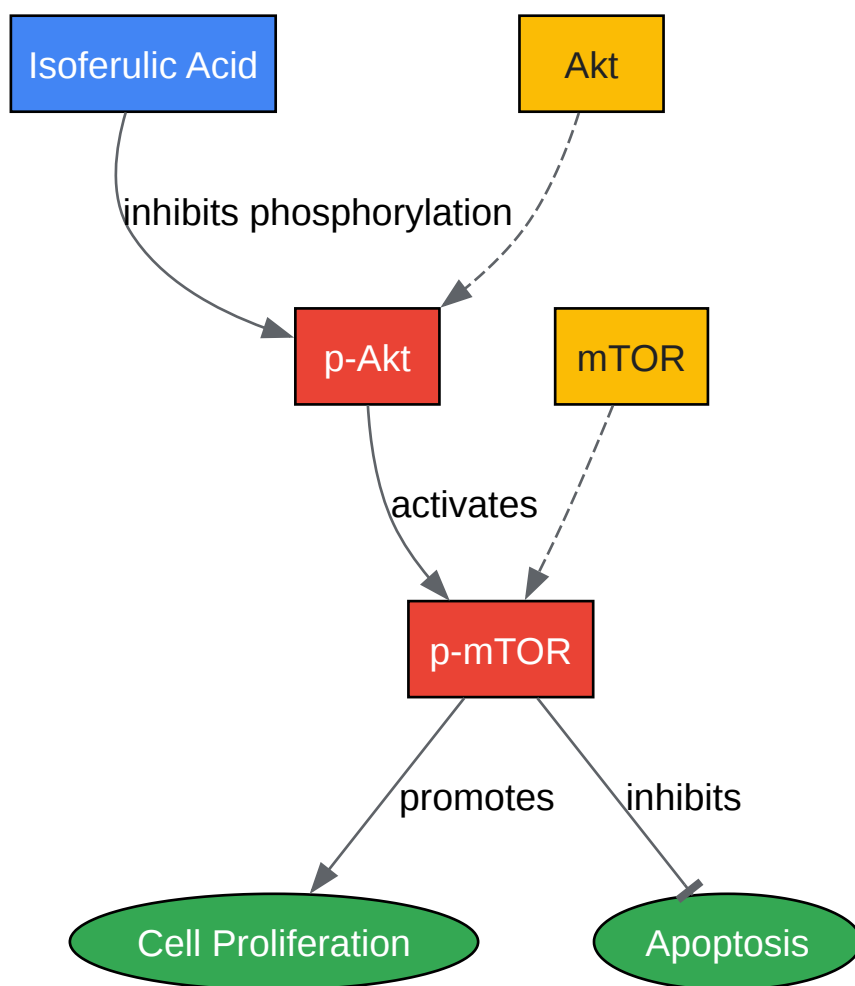 Isoferulic Acid
Akt
inhibits phosphorylation
p-Akt
mTOR
activates
p-mTOR
promotes
inhibits
Cell Proliferation
Apoptosis